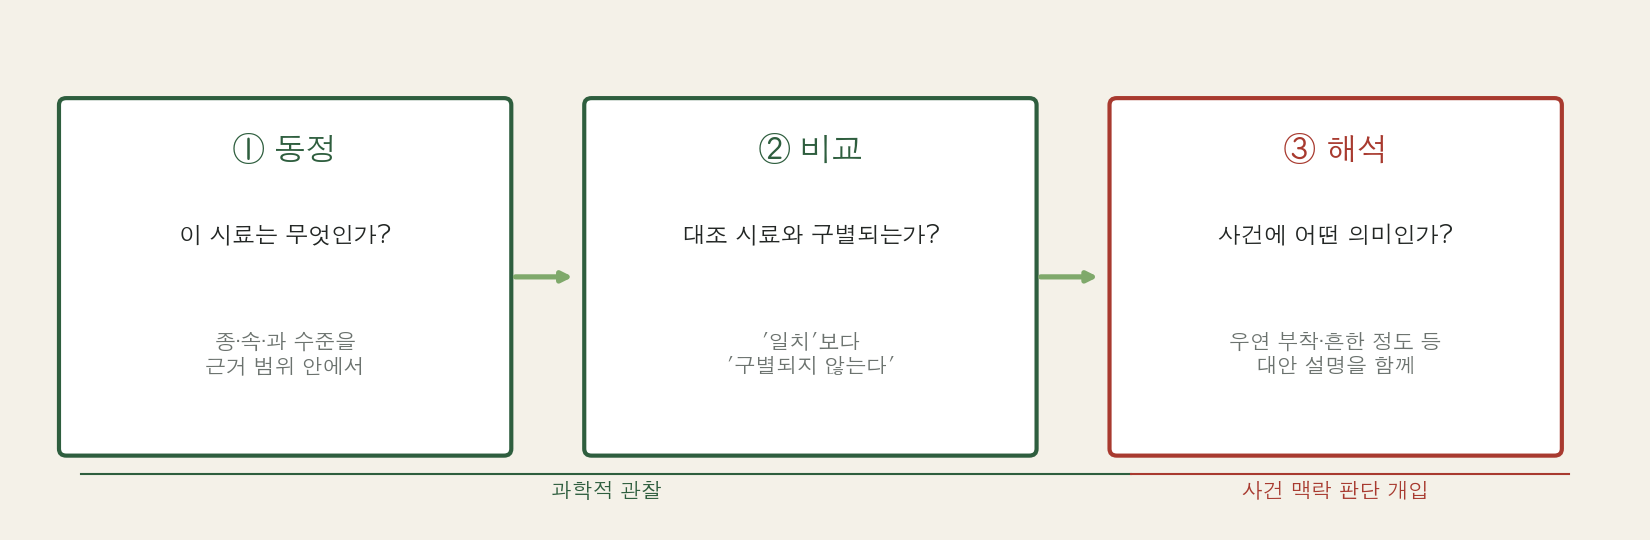 ① 동정
이 시료는 무엇인가?
종·속·과 수준을
근거 범위 안에서
② 비교
대조 시료와 구별되는가?
'일치'보다
'구별되지 않는다'
③ 해석
사건에 어떤 의미인가?
우연 부착·흔한 정도 등
대안 설명을 함께
과학적 관찰
사건 맥락 판단 개입